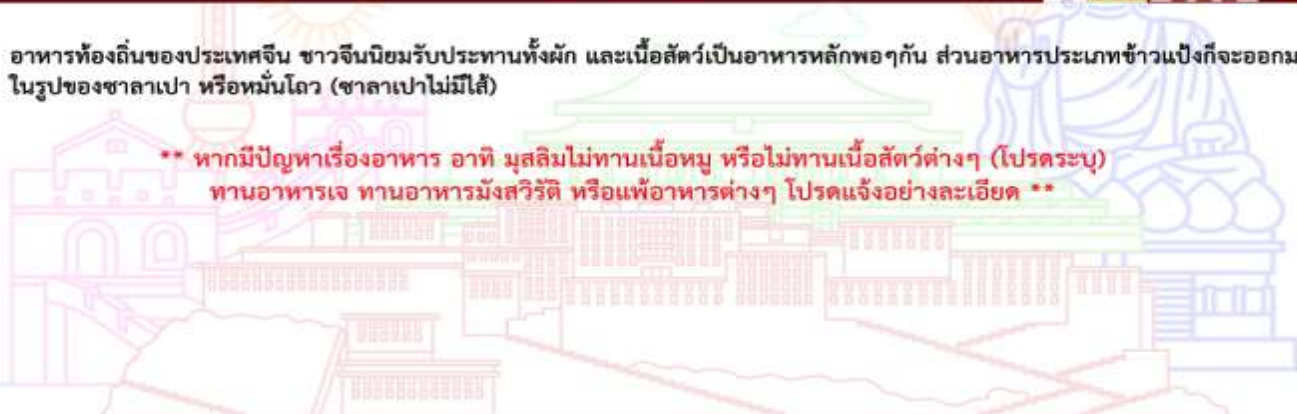 อาหารท้องถิ่นของประเทศจีน ชาวจีนนิยมรับประทานทั้งผัก และเนื้อสัตว์เป็นอาหารหลักพอๆกัน ส่วนอาหารประเภทข้าวแป้งก็จะออกม
ในรูปของซาลาเปา หรือหมั่นโถว (ซาลาเปาไม่มีไส้)
** หากมีปัญหาเรื่องอาหาร อาทิ มุสลิมไม่ทานเนื้อหมู หรือไม่ทานเนื้อสัตว์ต่างๆ (โปรดระบุ)
ทานอาหารเจ ทานอาหารมังสวิรัติ หรือแพ้อาหารต่างๆ โปรดแจ้งอย่างละเอียด **